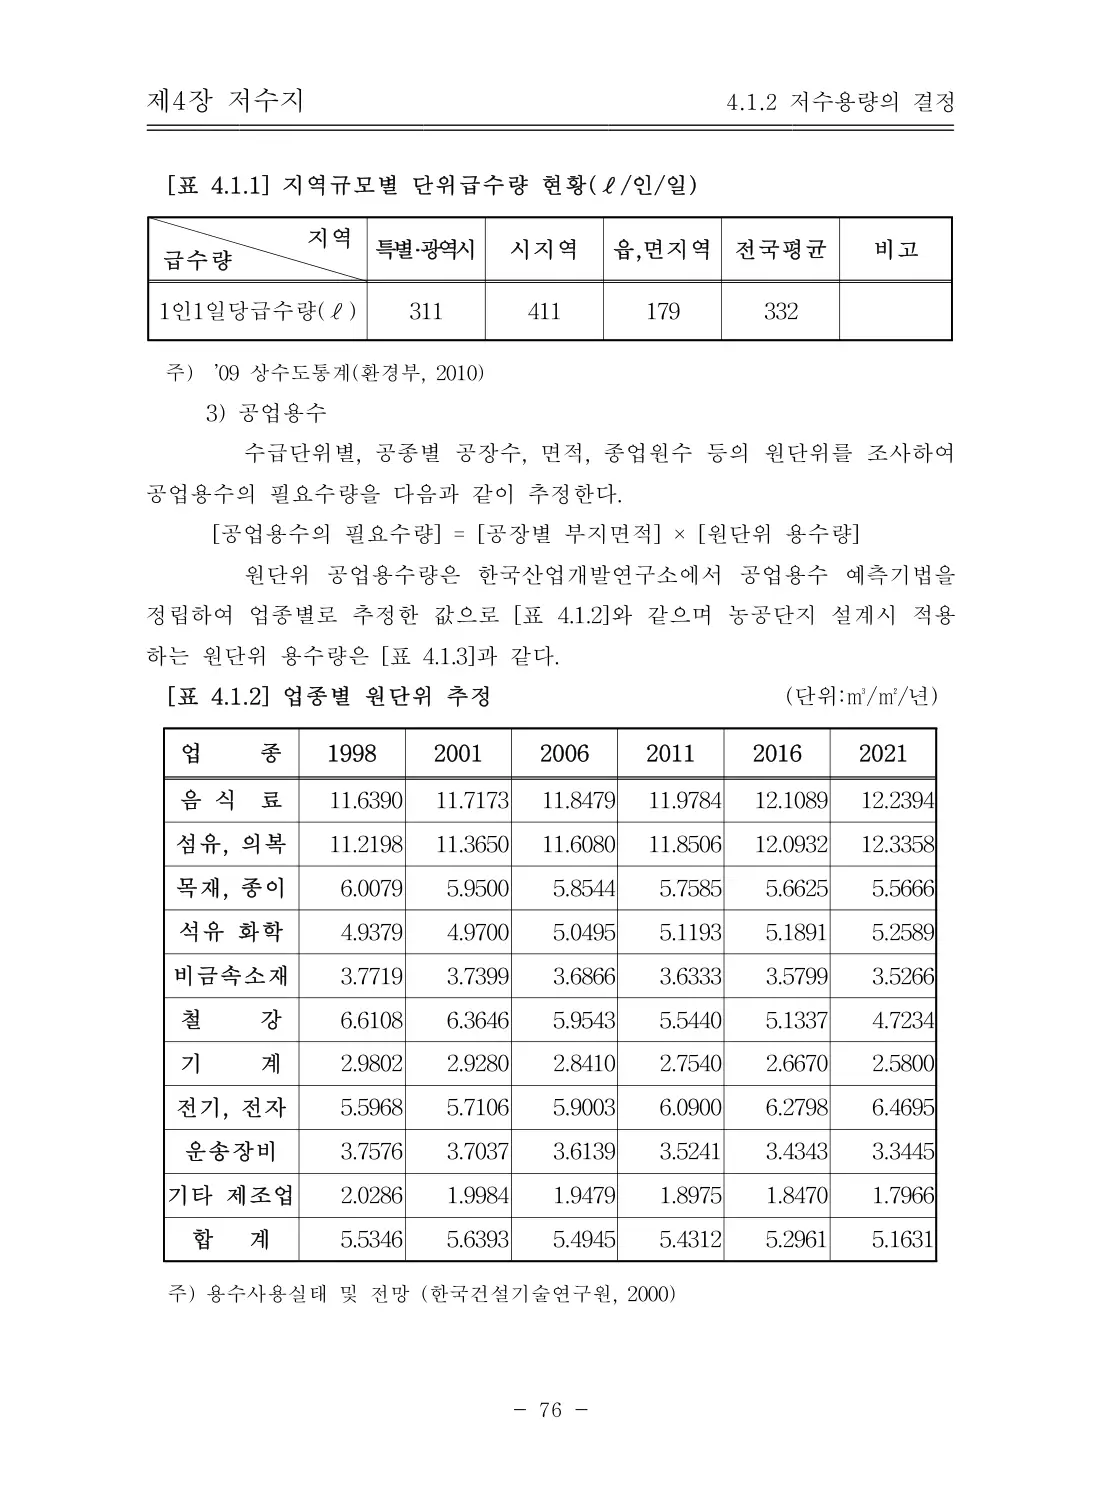 제4장 저수지 4.1.2 저수용량의 결정
[표 4.1.1] 지역규모별 단위급수량 현황(ℓ/인/일)
지역
급수량 특별·광역시 시지역 읍,면지역 전국평균 비고
1인1일당급수량(ℓ) 311 411 179 332
주) ’09 상수도통계(환경부, 2010)
3) 공업용수
수급단위별, 공종별 공장수, 면적, 종업원수 등의 원단위를 조사하여
공업용수의 필요수량을 다음과 같이 추정한다.
[공업용수의 필요수량] = [공장별 부지면적] × [원단위 용수량]
원단위 공업용수량은 한국산업개발연구소에서 공업용수 예측기법을
정립하여 업종별로 추정한 값으로 [표 4.1.2]와 같으며 농공단지 설계시 적용
하는 원단위 용수량은 [표 4.1.3]과 같다.
[표 4.1.2] 업종별 원단위 추정 (단위:㎥/㎡/년)
업 종 1998 2001 2006 2011 2016 2021
음 식 료 11.6390 11.7173 11.8479 11.9784 12.1089 12.2394
섬유, 의복 11.2198 11.3650 11.6080 11.8506 12.0932 12.3358
목재, 종이 6.0079 5.9500 5.8544 5.7585 5.6625 5.5666
석유 화학 4.9379 4.9700 5.0495 5.1193 5.1891 5.2589
비금속소재 3.7719 3.7399 3.6866 3.6333 3.5799 3.5266
철 강 6.6108 6.3646 5.9543 5.5440 5.1337 4.7234
기 계 2.9802 2.9280 2.8410 2.7540 2.6670 2.5800
전기, 전자 5.5968 5.7106 5.9003 6.0900 6.2798 6.4695
운송장비 3.7576 3.7037 3.6139 3.5241 3.4343 3.3445
기타 제조업 2.0286 1.9984 1.9479 1.8975 1.8470 1.7966
합 계 5.5346 5.6393 5.4945 5.4312 5.2961 5.1631
주) 용수사용실태 및 전망 (한국건설기술연구원, 2000)
- 76 -